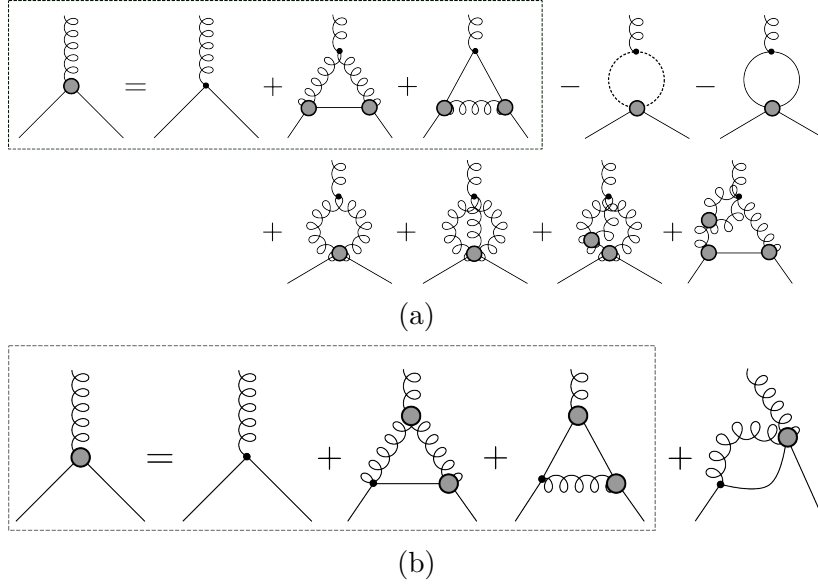 = + + − −
+ + + +
(a)
= + + +
(b)